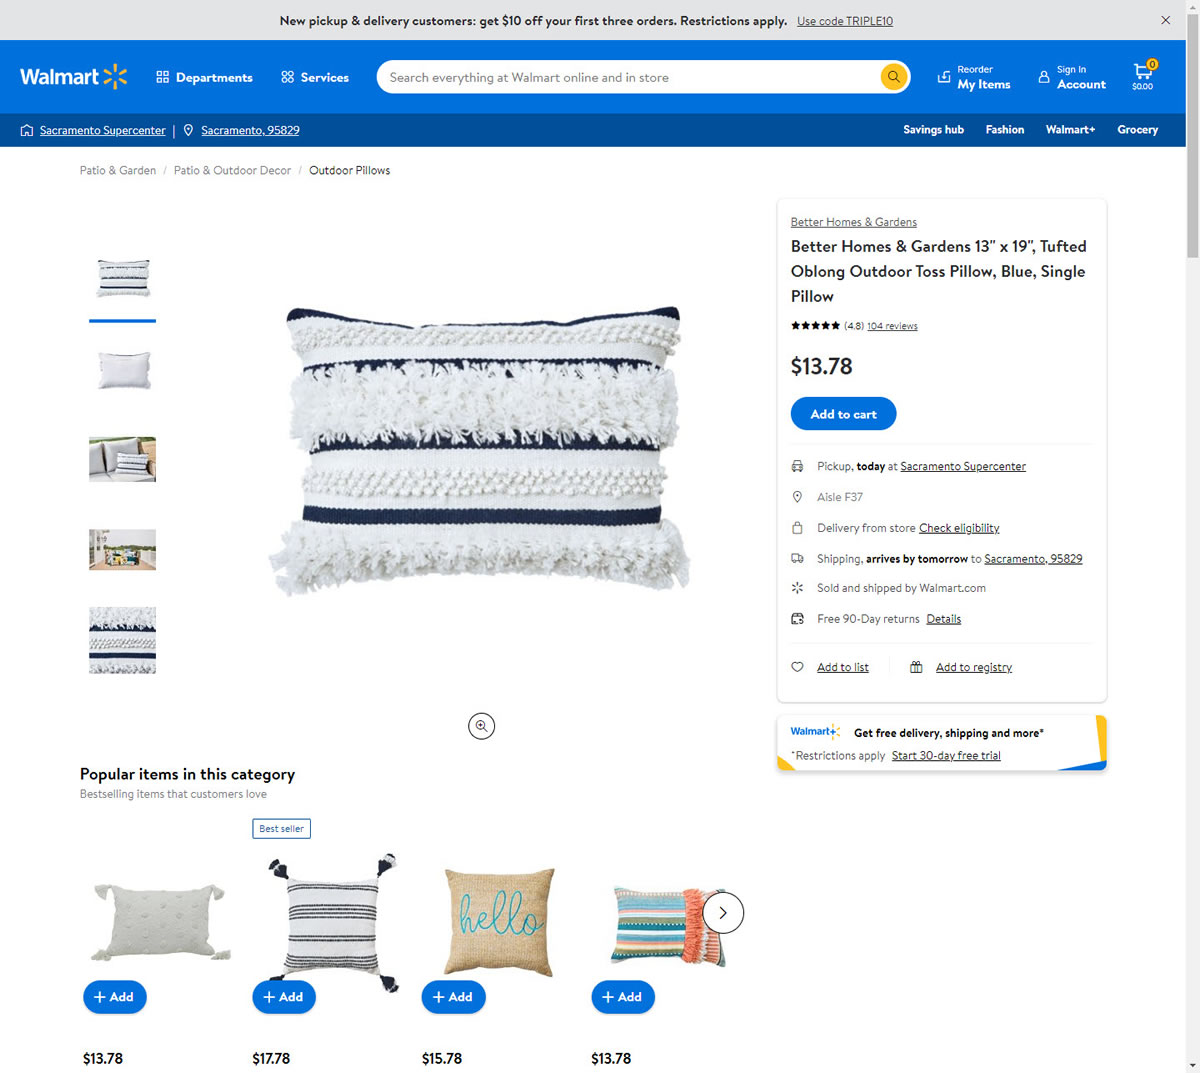 New pickup & delivery customers: get $10 off your first three orders. Restrictions apply. Use code TRIPLE10
Walmart Departments Services Search everything at Walmart online and in store Reorder My Items Sign In Account 0 $0.00
Sacramento Supercenter | Sacramento, 95829 Savings hub Fashion Walmart+ Grocery
Patio & Garden / Patio & Outdoor Decor / Outdoor Pillows
Better Homes & Gardens
Better Homes & Gardens 13" x 19", Tufted
Oblong Outdoor Toss Pillow, Blue, Single
Pillow
(4.8) 104 reviews
$13.78
Add to cart
Pickup, today at Sacramento Supercenter
Aisle F37
Delivery from store Check eligibility
Shipping, arrives by tomorrow to Sacramento, 95829
Sold and shipped by Walmart.com
Free 90-Day returns Details
Add to list Add to registry
Walmart+ Get free delivery, shipping and more*
*Restrictions apply Start 30-day free trial
Popular items in this category
Bestselling items that customers love
Best seller
hello
+ Add + Add + Add + Add
$13.78 $17.78 $15.78 $13.78